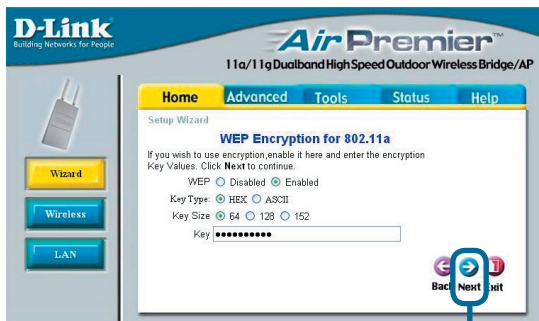 D-Link
Building Networks for People
Air Premier™
11a/11g Dualband High Speed Outdoor Wireless Bridge/AP
Home Advanced Tools Status Help
Setup Wizard
WEP Encryption for 802.11a
If you wish to use encryption,enable it here and enter the encryption
Key Values. Click Next to continue.
Wizard
WEP Disabled Enabled
Key Type: HEX ASCII
Wireless
Key Size 64 128 152
Key ••••••••••
LAN
Back Next Exit